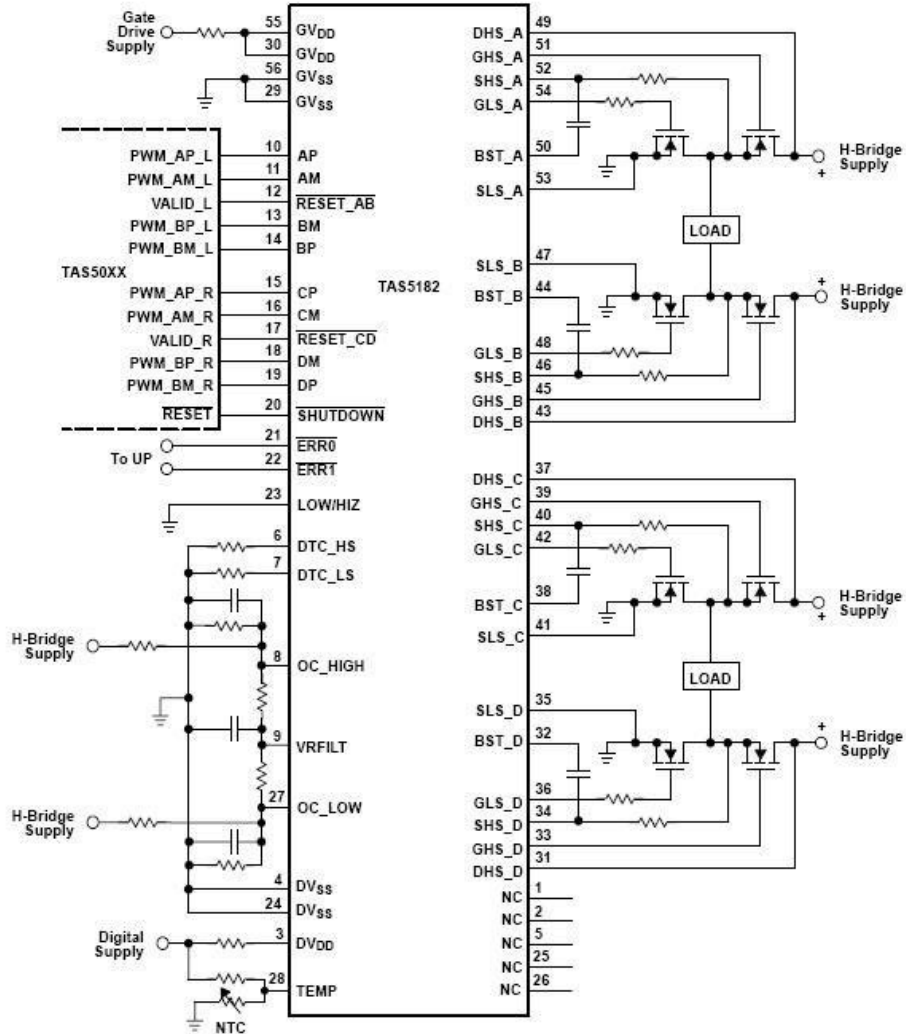 Gate
Drive
Supply
55
GVDD
30
GVDD
56
GVSS
29
GVSS
TAS50XX
PWM_AP_L
10
AP
PWM_AM_L
11
AM
VALID_L
12
RESET_AB
PWM_BP_L
13
BM
PWM_BM_L
14
BP
PWM_AP_R
15
CP
PWM_AM_R
16
CM
VALID_R
17
RESET_CD
PWM_BP_R
18
DM
PWM_BM_R
19
DP
RESET
20
SHUTDOWN
To UP
21
ERR0
22
ERR1
23
LOW/HIZ
6
DTC_HS
7
DTC_LS
H-Bridge
Supply
8
OC_HIGH
9
VRFILT
H-Bridge
Supply
27
OC_LOW
4
DVSS
24
DVSS
Digital
Supply
3
DVDD
28
TEMP
NTC
TAS5182
DHS_A
49
GHS_A
51
SHS_A
52
GLS_A
54
BST_A
50
SLS_A
53
H-Bridge
Supply
+
LOAD
SLS_B
47
BST_B
44
GLS_B
48
SHS_B
46
GHS_B
45
DHS_B
43
+
H-Bridge
Supply
DHS_C
37
GHS_C
39
SHS_C
40
GLS_C
42
BST_C
38
SLS_C
41
H-Bridge
Supply
+
LOAD
SLS_D
35
BST_D
32
GLS_D
36
SHS_D
34
GHS_D
33
DHS_D
31
+
H-Bridge
Supply
NC
1
NC
2
NC
5
NC
25
NC
26